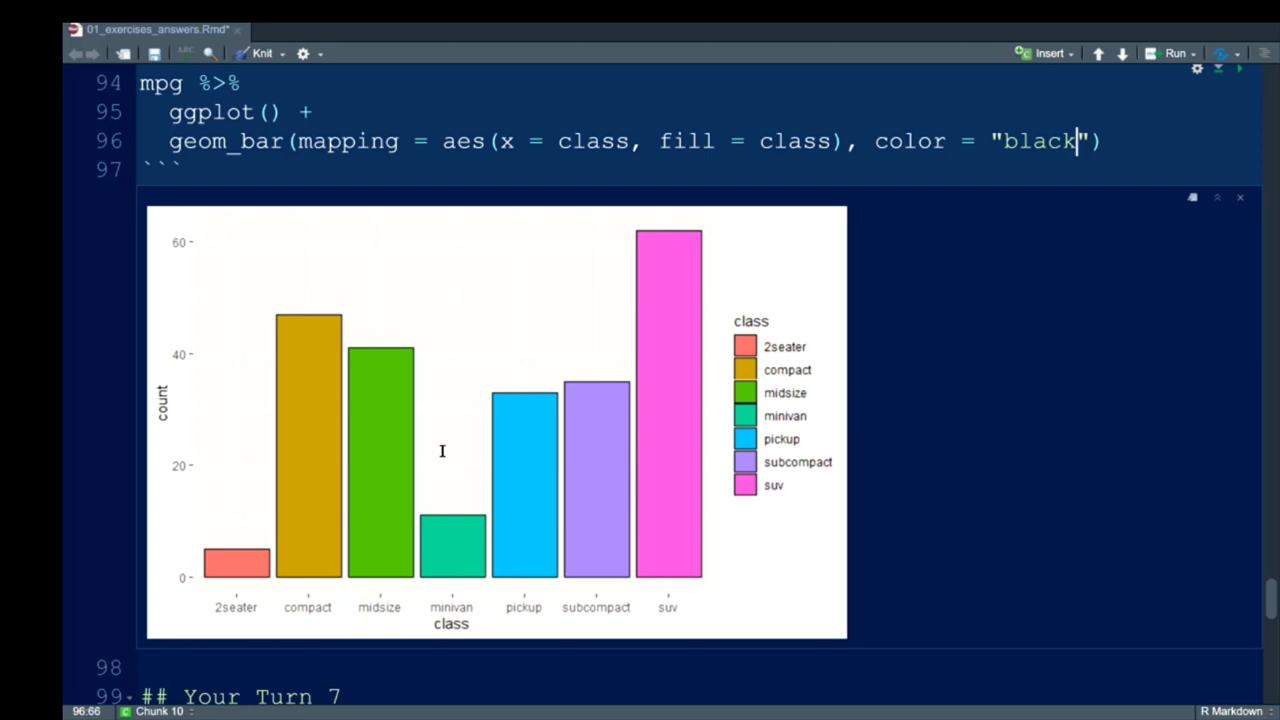 01_exercises_answers.Rmd*
ABC Knit Insert Run
94 mpg %>%
95 ggplot() +
96 geom_bar(mapping = aes(x = class, fill = class), color = "black")
97 ```
60
40
20
0
count
2seater compact midsize minivan pickup subcompact suv
class
class
2seater
compact
midsize
minivan
pickup
subcompact
suv
98
99 ## Your Turn 7
96:66 Chunk 10 R Markdown